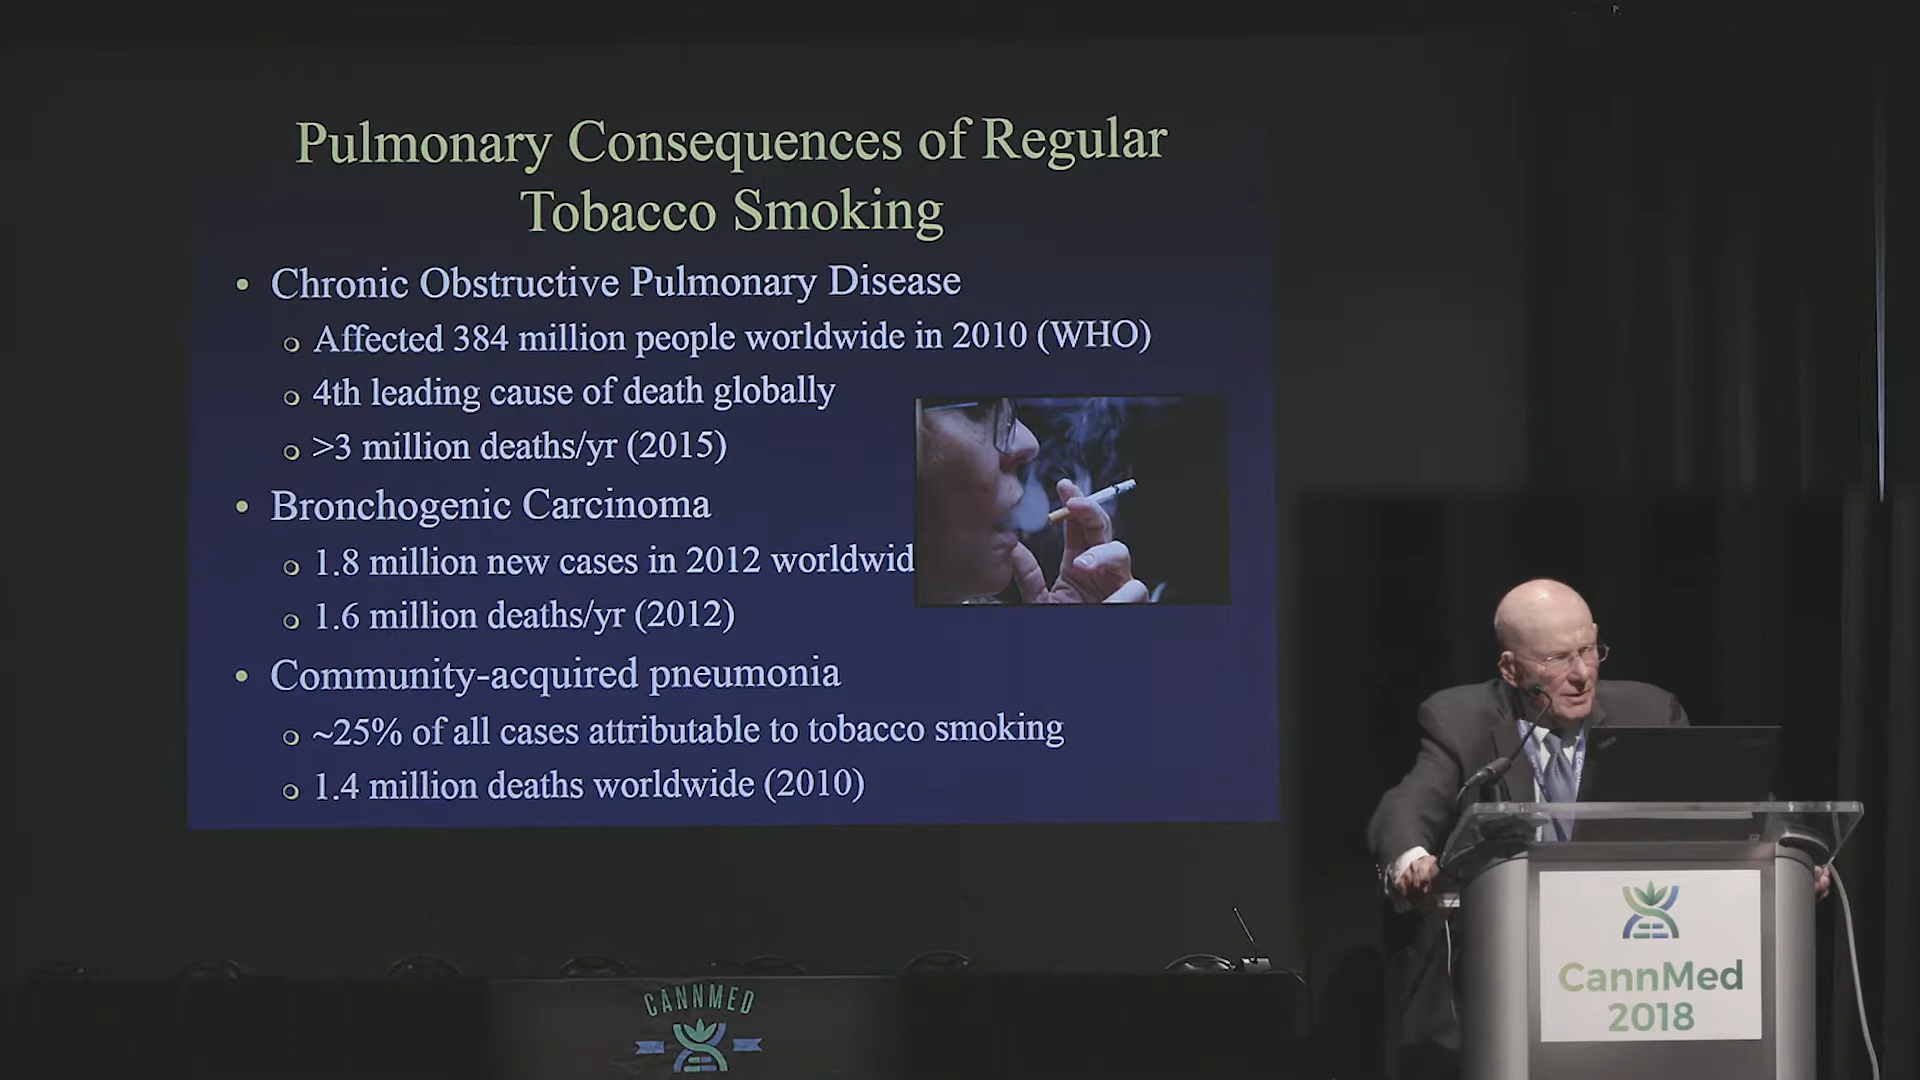 Pulmonary Consequences of Regular
Tobacco Smoking
• Chronic Obstructive Pulmonary Disease
o Affected 384 million people worldwide in 2010 (WHO)
o 4th leading cause of death globally
o >3 million deaths/yr (2015)
• Bronchogenic Carcinoma
o 1.8 million new cases in 2012 worldwid
o 1.6 million deaths/yr (2012)
• Community-acquired pneumonia
o ~25% of all cases attributable to tobacco smoking
o 1.4 million deaths worldwide (2010)
CannMed
2018
CANNMED